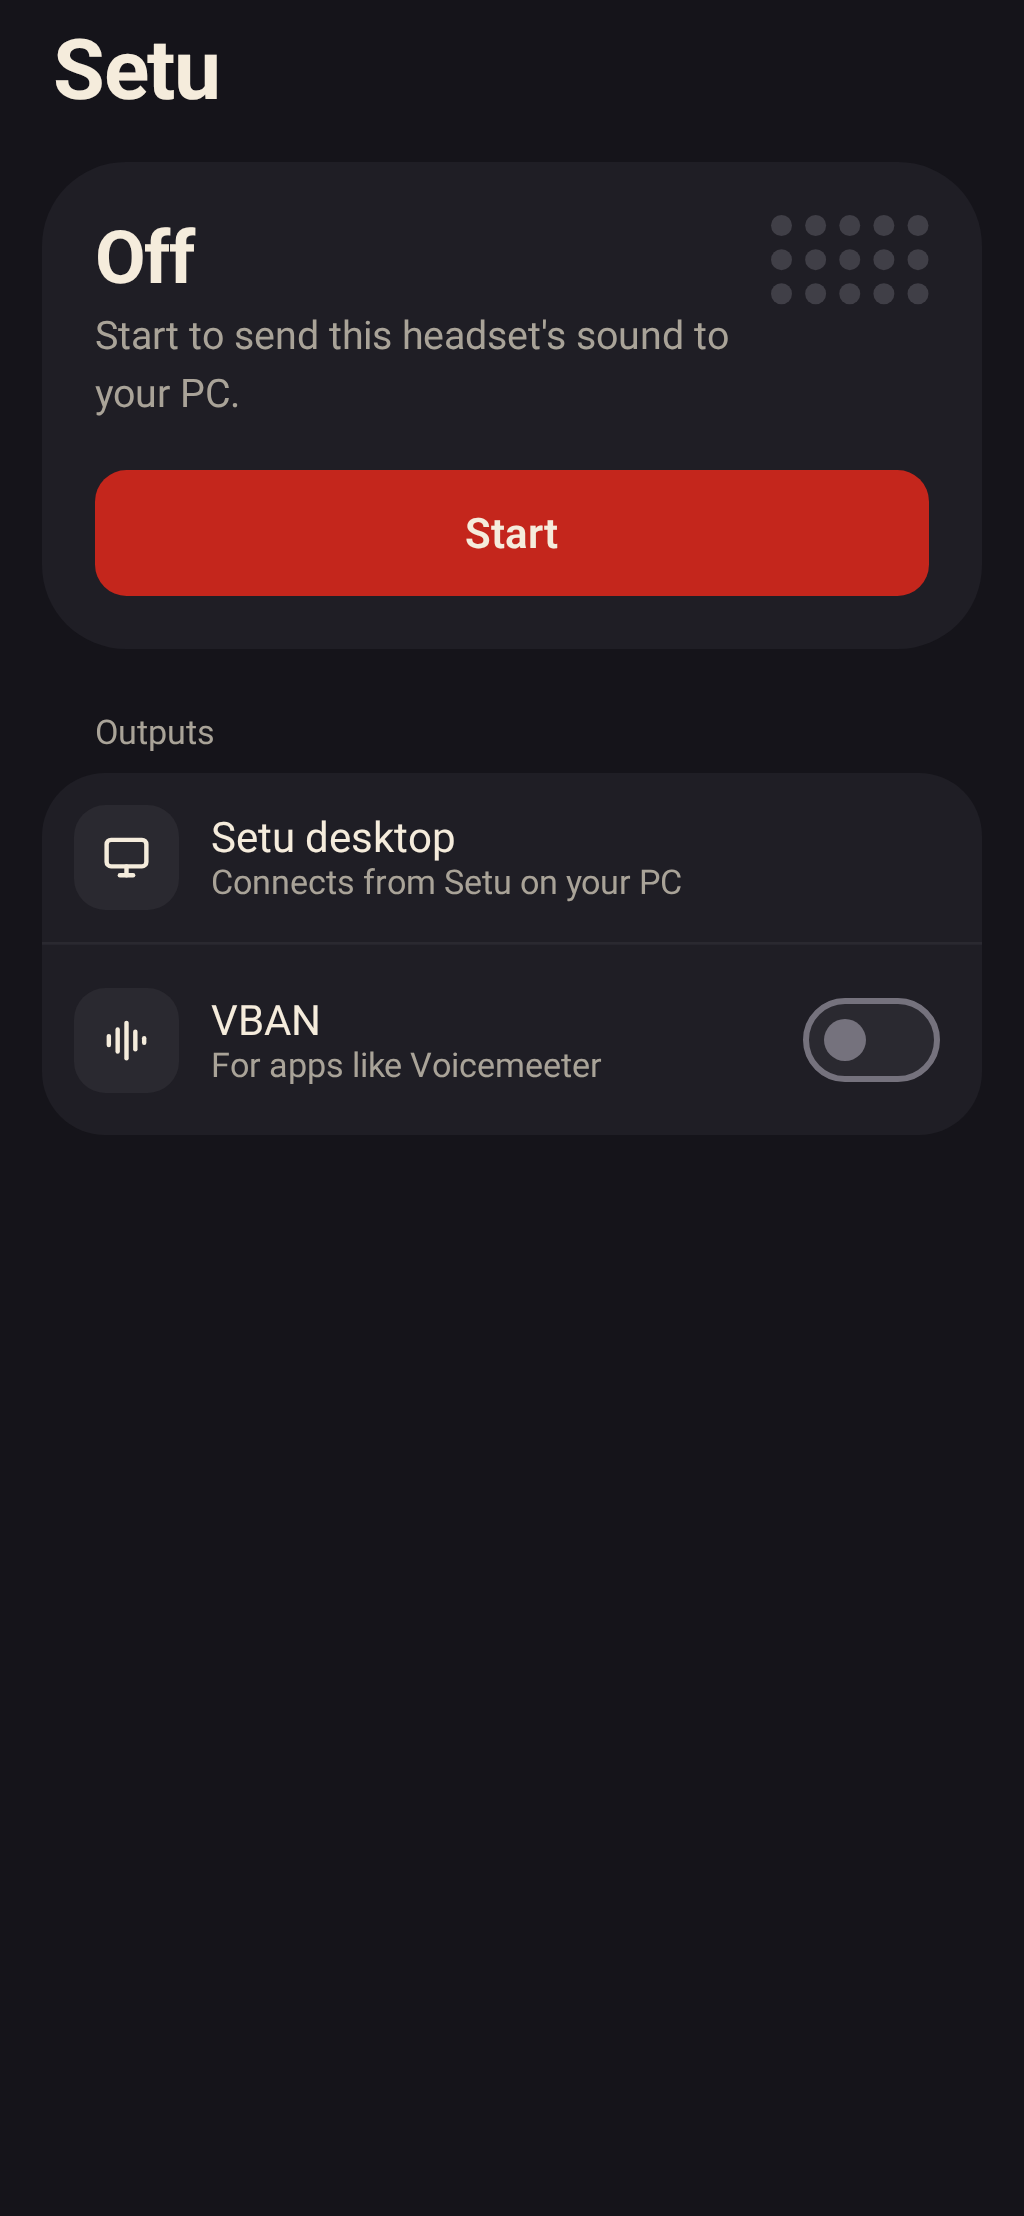 Setu
Off
Start to send this headset's sound to
your PC.
Start
Outputs
Setu desktop
Connects from Setu on your PC
VBAN
For apps like Voicemeeter